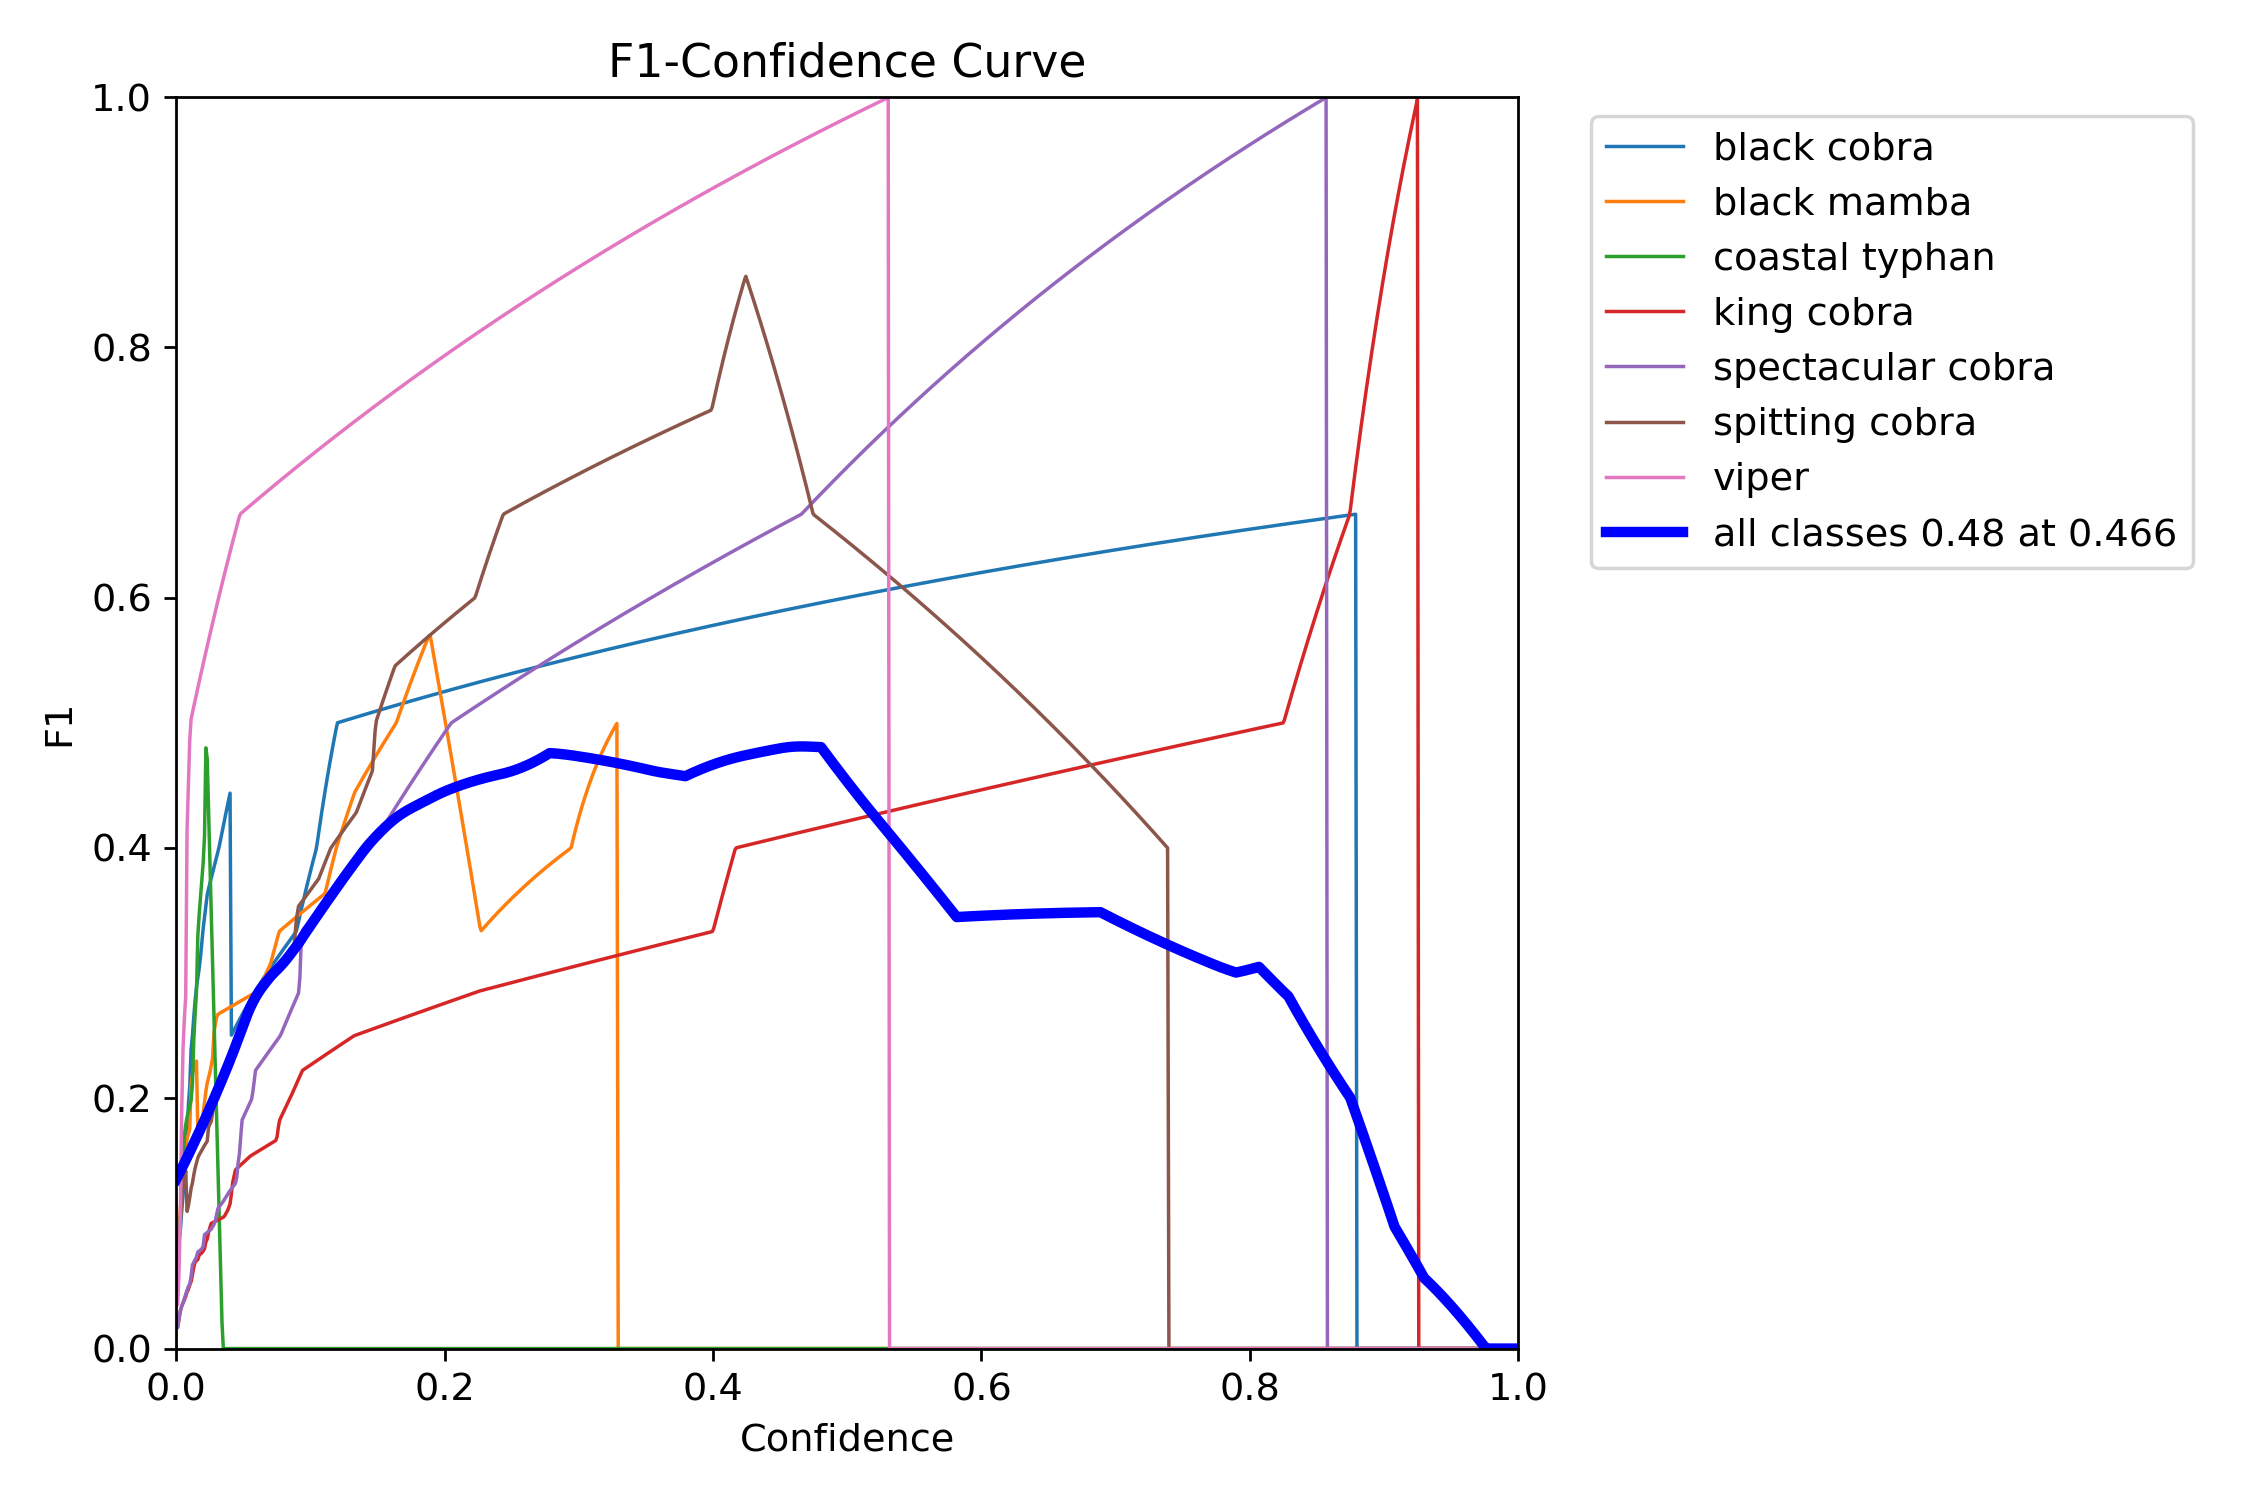 F1-Confidence Curve
1.0
0.8
0.6
0.4
0.2
0.0
F1
0.0 0.2 0.4 0.6 0.8 1.0
Confidence
black cobra
black mamba
coastal typhan
king cobra
spectacular cobra
spitting cobra
viper
all classes 0.48 at 0.466